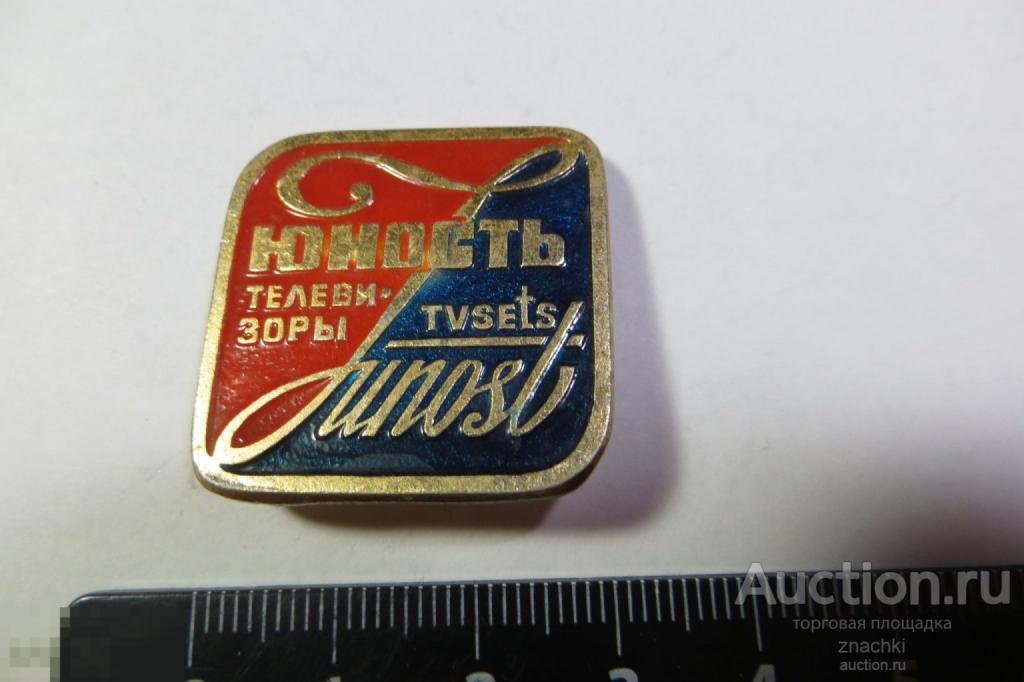 ЮНОСТЬ
ТЕЛЕВИ-
ЗОРЫ
TVSEtS
Junost
Auction.ru
торговая площадка
znachki
auction.ru